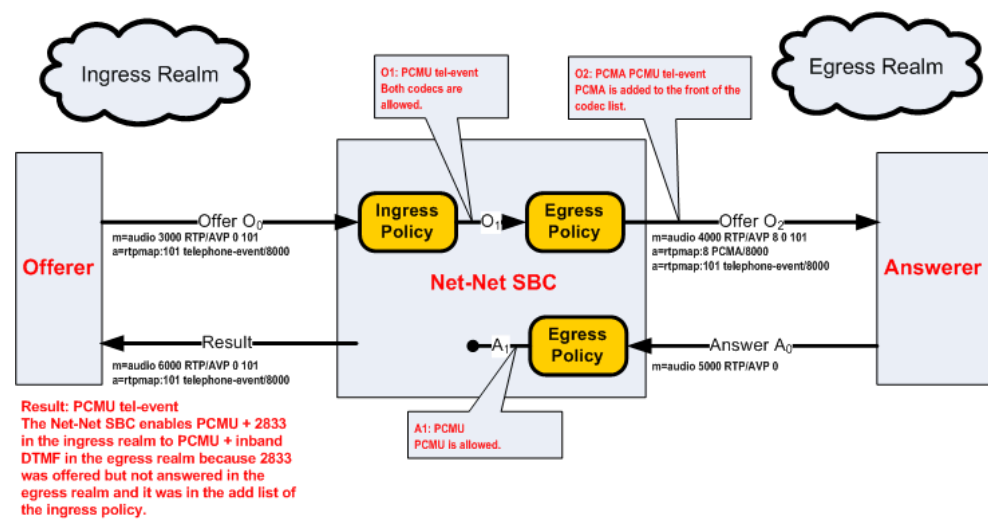 Ingress Realm
Egress Realm
O1: PCMU tel-event
Both codecs are
allowed.
O2: PCMA PCMU tel-event
PCMA is added to the front of the
codec list.
Offerer
Offer O0
m=audio 3000 RTP/AVP 0 101
a=rtpmap:101 telephone-event/8000
Ingress
Policy
O1
Egress
Policy
Net-Net SBC
Offer O2
m=audio 4000 RTP/AVP 8 0 101
a=rtpmap:8 PCMA/8000
a=rtpmap:101 telephone-event/8000
Answerer
Result
m=audio 6000 RTP/AVP 0 101
a=rtpmap:101 telephone-event/8000
A1
Egress
Policy
Answer A0
m=audio 5000 RTP/AVP 0
A1: PCMU
PCMU is allowed.
Result: PCMU tel-event
The Net-Net SBC enables PCMU + 2833
in the ingress realm to PCMU + inband
DTMF in the egress realm because 2833
was offered but not answered in the
egress realm and it was in the add list of
the ingress policy.